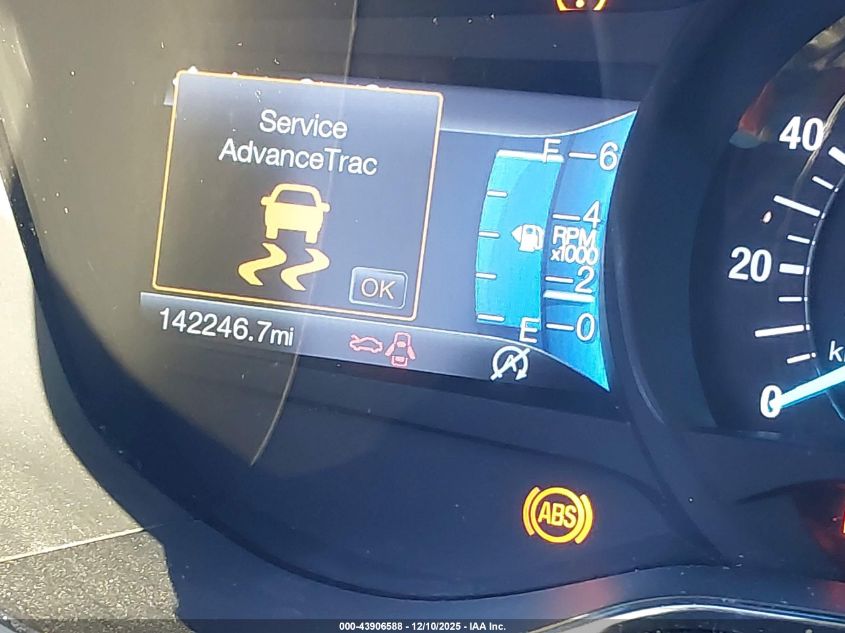 Service
AdvanceTrac
OK
142246.7mi
F
E
6
4
RPM
x1000
2
0
40
20
0
ABS
000-43906588 - 12/10/2025 - IAA Inc.